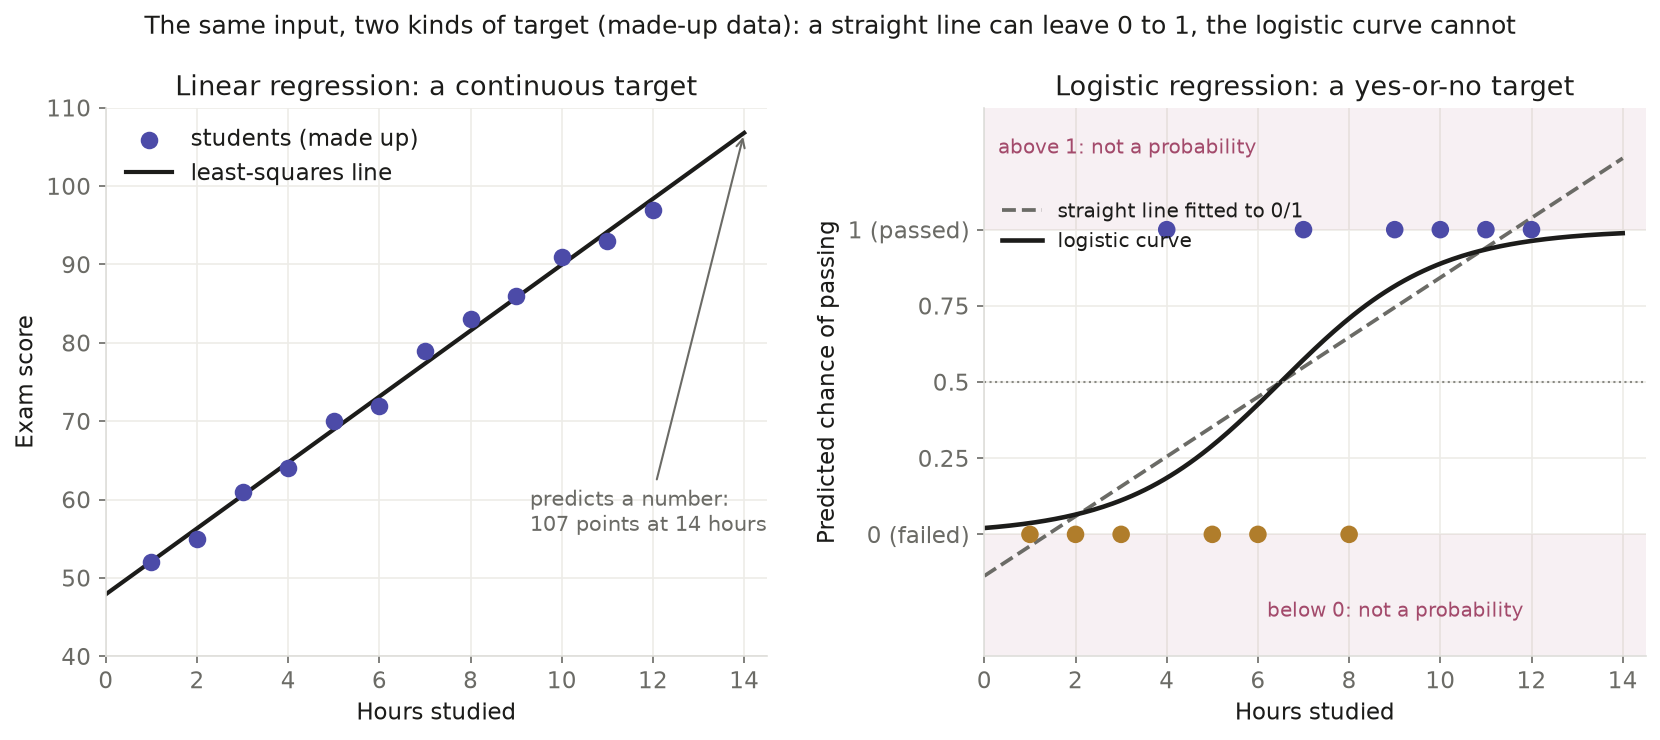 The same input, two kinds of target (made-up data): a straight line can leave 0 to 1, the logistic curve cannot
Linear regression: a continuous target
110
100
90
80
70
60
50
40
Exam score
students (made up)
least-squares line
predicts a number:
107 points at 14 hours
0 2 4 6 8 10 12 14
Hours studied
Logistic regression: a yes-or-no target
above 1: not a probability
straight line fitted to 0/1
logistic curve
1 (passed)
0.75
0.5
0.25
0 (failed)
Predicted chance of passing
below 0: not a probability
0 2 4 6 8 10 12 14
Hours studied